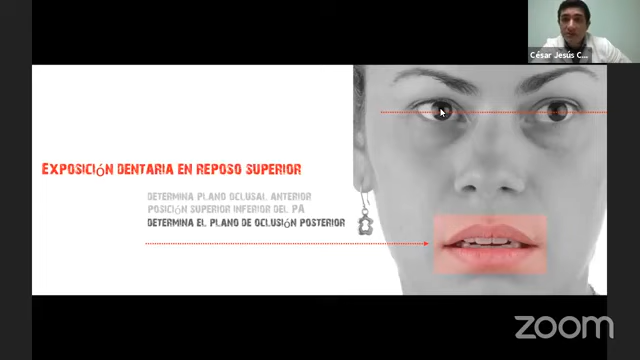 César Jesús C...
EXPOSICIÓN DENTARIA EN REPOSO SUPERIOR
DETERMINA PLANO OCLUSAL ANTERIOR
POSICIÓN SUPERIOR INFERIOR DEL PA
DETERMINA EL PLANO DE OCLUSIÓN POSTERIOR
zoom